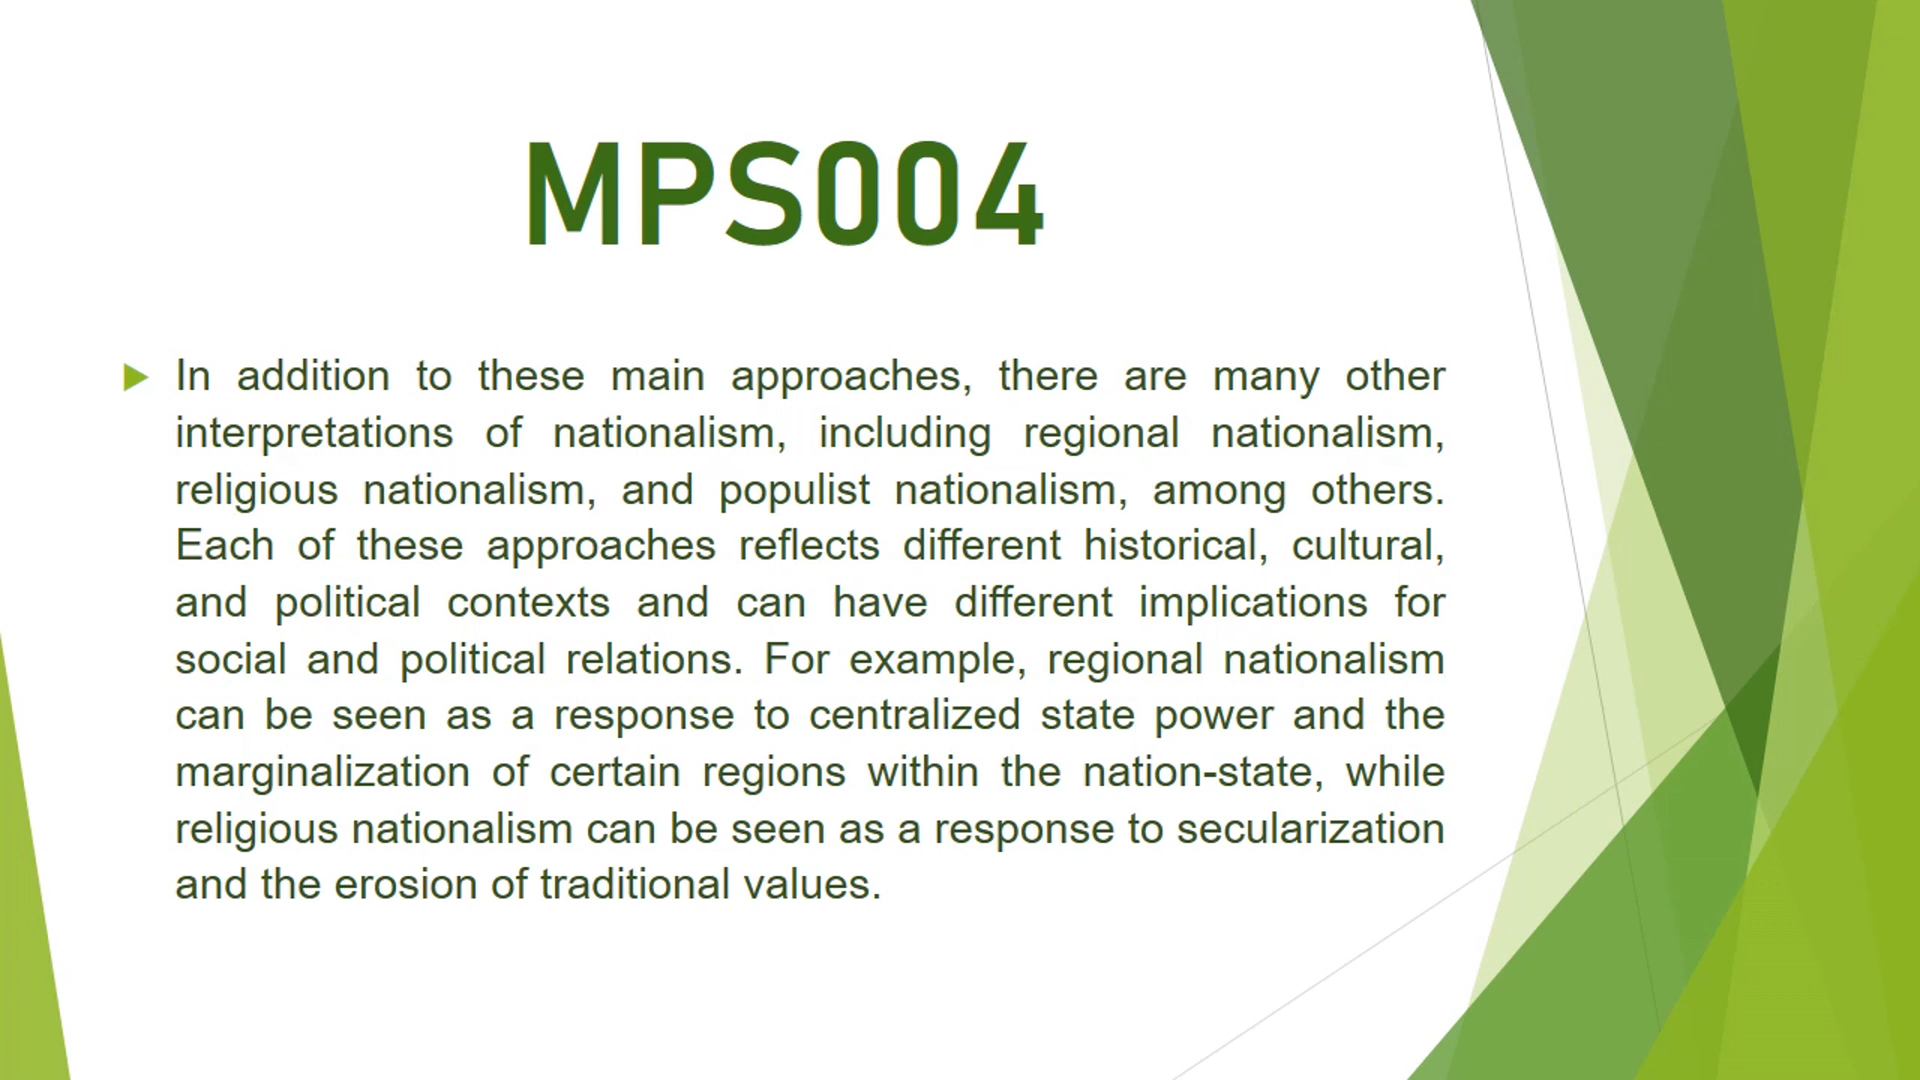 MPS004
In addition to these main approaches, there are many other
interpretations of nationalism, including regional nationalism,
religious nationalism, and populist nationalism, among others.
Each of these approaches reflects different historical, cultural,
and political contexts and can have different implications for
social and political relations. For example, regional nationalism
can be seen as a response to centralized state power and the
marginalization of certain regions within the nation-state, while
religious nationalism can be seen as a response to secularization
and the erosion of traditional values.